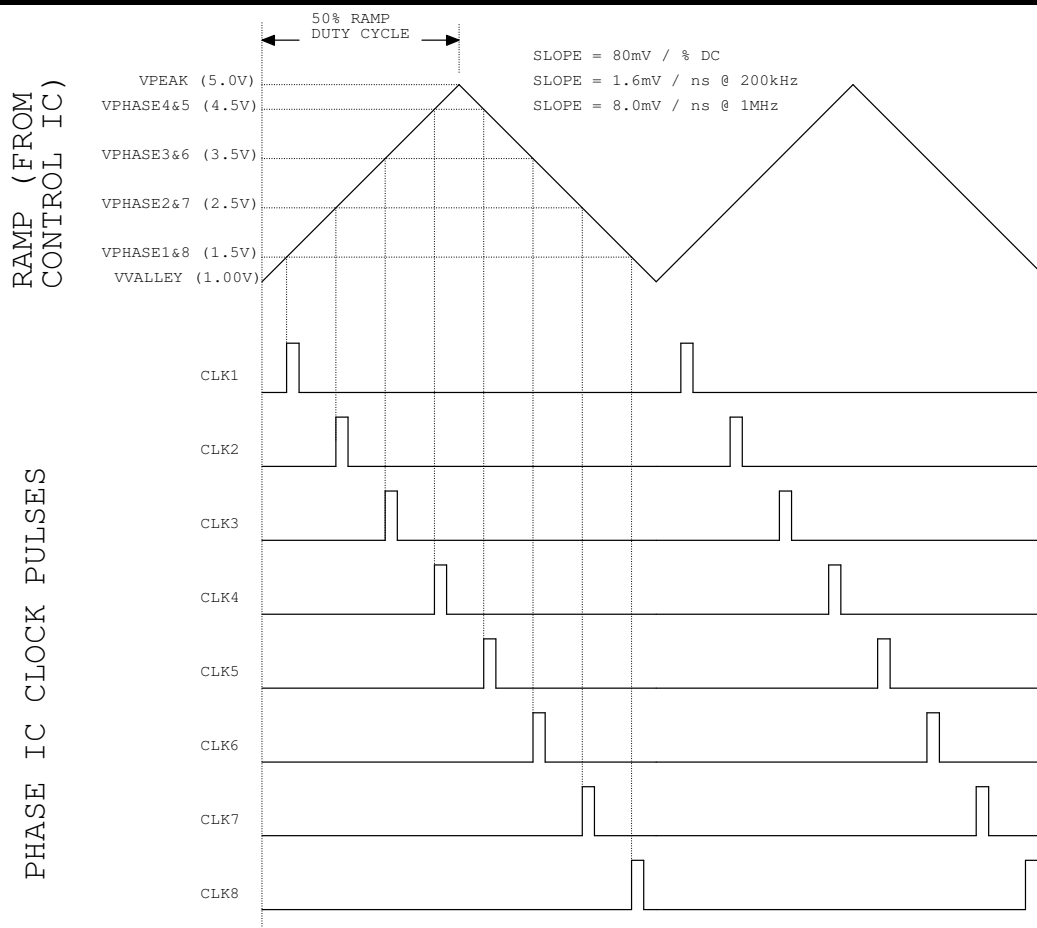 50% RAMP
DUTY CYCLE
SLOPE = 80mV / % DC
SLOPE = 1.6mV / ns @ 200kHz
SLOPE = 8.0mV / ns @ 1MHz
RAMP (FROM
CONTROL IC)
VPEAK (5.0V)
VPHASE4&5 (4.5V)
VPHASE3&6 (3.5V)
VPHASE2&7 (2.5V)
VPHASE1&8 (1.5V)
VVALLEY (1.00V)
PHASE IC CLOCK PULSES
CLK1
CLK2
CLK3
CLK4
CLK5
CLK6
CLK7
CLK8